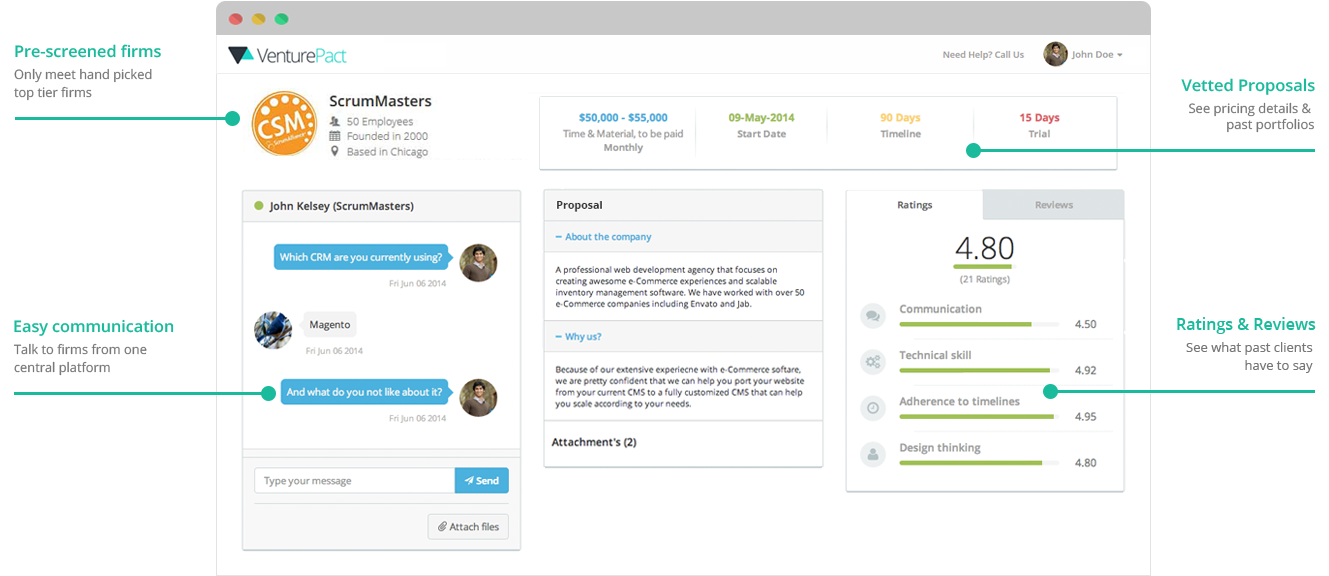 Pre-screened firms
Only meet hand picked
top tier firms
Easy communication
Talk to firms from one
central platform
VenturePact
Need Help? Call Us
John Doe
CSM
ScrumMasters
50 Employees
Founded in 2000
Based in Chicago
$50,000 - $55,000
Time & Material, to be paid
Monthly
09-May-2014
Start Date
90 Days
Timeline
15 Days
Trial
John Kelsey (ScrumMasters)
Which CRM are you currently using?
Fri Jun 06 2014
Magento
Fri Jun 06 2014
And what do you not like about it?
Fri Jun 06 2014
Type your message
Send
Attach files
Proposal
− About the company
A professional web development agency that focuses on
creating awesome e-Commerce experiences and scalable
inventory management software. We have worked with over 50
e-Commerce companies including Envato and Jab.
− Why us?
Because of our extensive experiecne with e-Commerce softare,
we are pretty confident that we can help you port your website
from your current CMS to a fully customized CMS that can help
you scale according to your needs.
Attachment's (2)
Ratings
Reviews
4.80
(21 Ratings)
Communication
4.50
Technical skill
4.92
Adherence to timelines
4.95
Design thinking
4.80
Vetted Proposals
See pricing details &
past portfolios
Ratings & Reviews
See what past clients
have to say